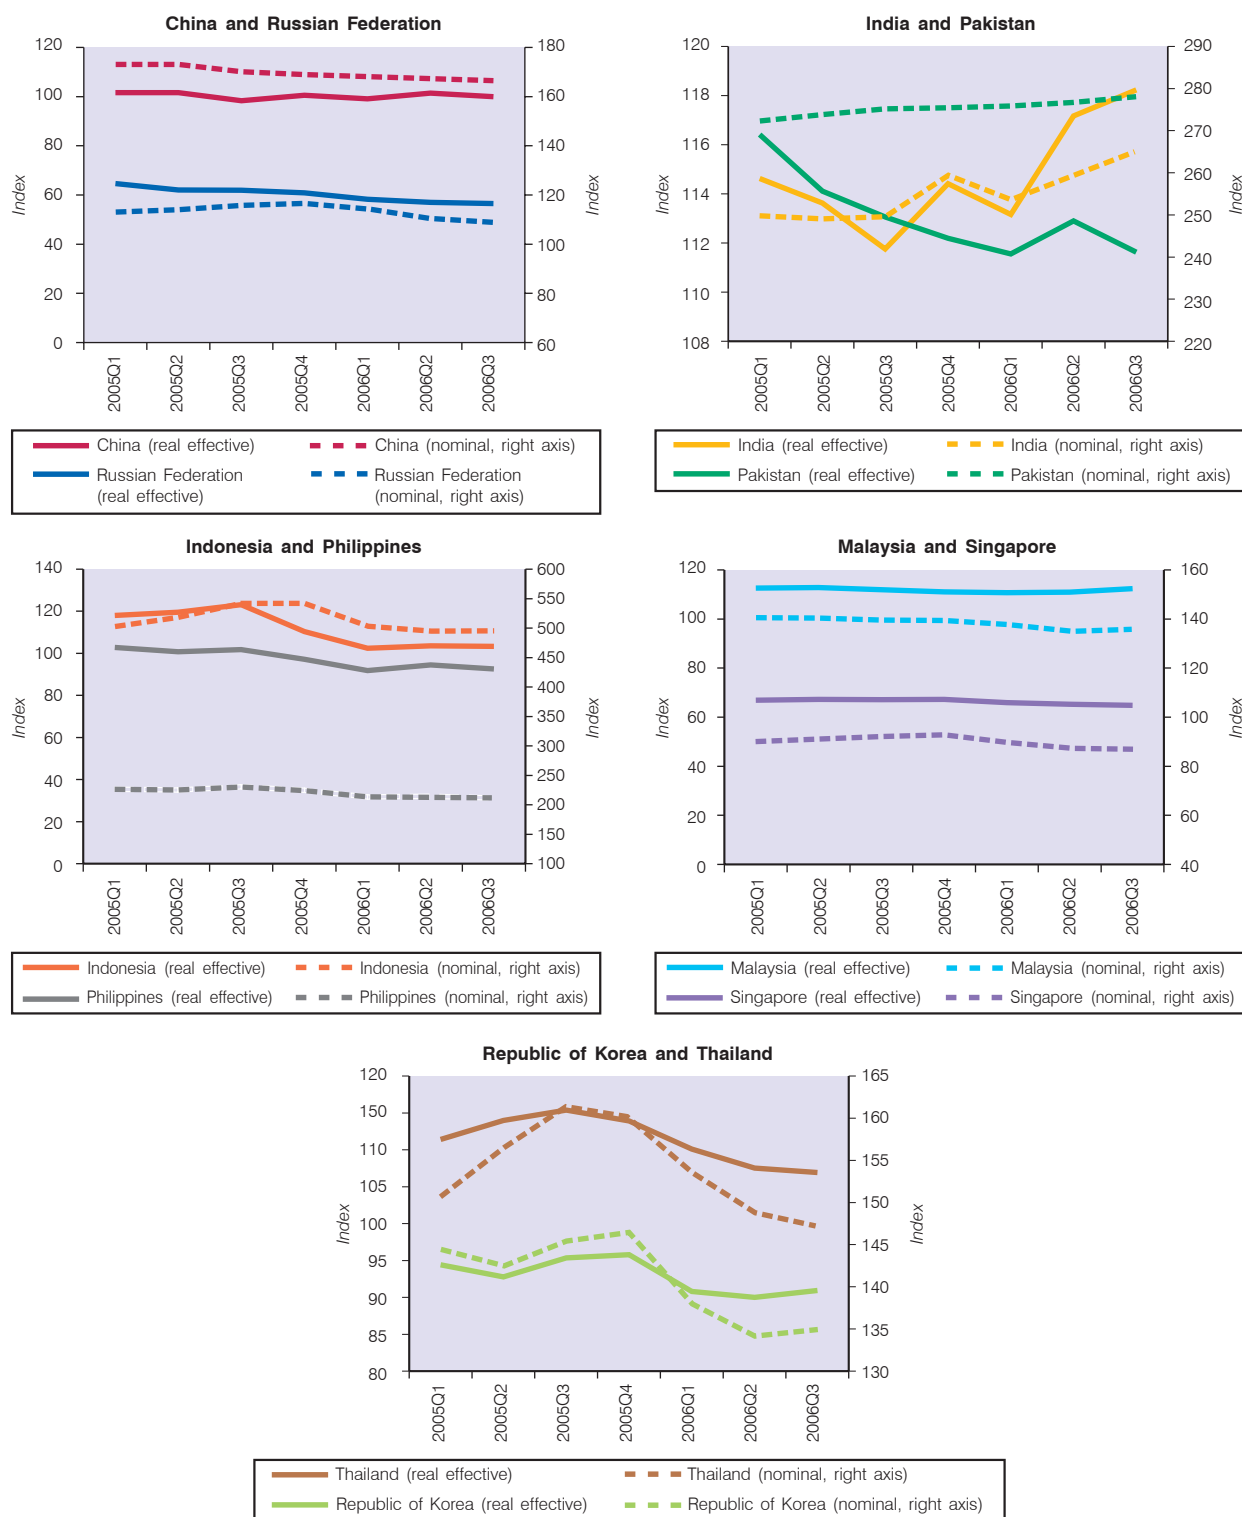 China and Russian Federation
120
100
80
60
40
20
0
Index
180
160
140
120
100
80
60
Index
2005Q1
2005Q2
2005Q3
2005Q4
2006Q1
2006Q2
2006Q3
China (real effective)
China (nominal, right axis)
Russian Federation
(real effective)
Russian Federation
(nominal, right axis)
India and Pakistan
120
118
116
114
112
110
108
Index
290
280
270
260
250
240
230
220
Index
2005Q1
2005Q2
2005Q3
2005Q4
2006Q1
2006Q2
2006Q3
India (real effective)
India (nominal, right axis)
Pakistan (real effective)
Pakistan (nominal, right axis)
Indonesia and Philippines
140
120
100
80
60
40
20
0
Index
600
550
500
450
400
350
300
250
200
150
100
Index
2005Q1
2005Q2
2005Q3
2005Q4
2006Q1
2006Q2
2006Q3
Indonesia (real effective)
Indonesia (nominal, right axis)
Philippines (real effective)
Philippines (nominal, right axis)
Malaysia and Singapore
120
100
80
60
40
20
0
Index
160
140
120
100
80
60
40
Index
2005Q1
2005Q2
2005Q3
2005Q4
2006Q1
2006Q2
2006Q3
Malaysia (real effective)
Malaysia (nominal, right axis)
Singapore (real effective)
Singapore (nominal, right axis)
Republic of Korea and Thailand
120
150
110
105
100
95
90
85
80
Index
165
160
155
150
145
140
135
130
Index
2005Q1
2005Q2
2005Q3
2005Q4
2006Q1
2006Q2
2006Q3
Thailand (real effective)
Thailand (nominal, right axis)
Republic of Korea (real effective)
Republic of Korea (nominal, right axis)